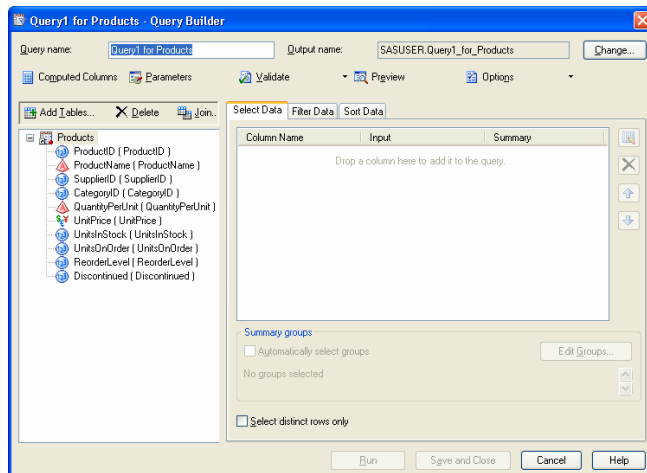 Query1 for Products - Query Builder
Query name: Query1 for Products Output name: SASUSER.Query1_for_Products Change...
Computed Columns Parameters Validate Preview Options
Add Tables... Delete Join.. Select Data Filter Data Sort Data
Column Name Input Summary
Drop a column here to add it to the query.
Products
ProductID ( ProductID )
ProductName ( ProductName )
SupplierID ( SupplierID )
CategoryID ( CategoryID )
QuantityPerUnit ( QuantityPerUnit )
UnitPrice ( UnitPrice )
UnitsInStock ( UnitsInStock )
UnitsOnOrder ( UnitsOnOrder )
ReorderLevel ( ReorderLevel )
Discontinued ( Discontinued )
Summary groups
Automatically select groups Edit Groups...
No groups selected
Select distinct rows only
Run Save and Close Cancel Help